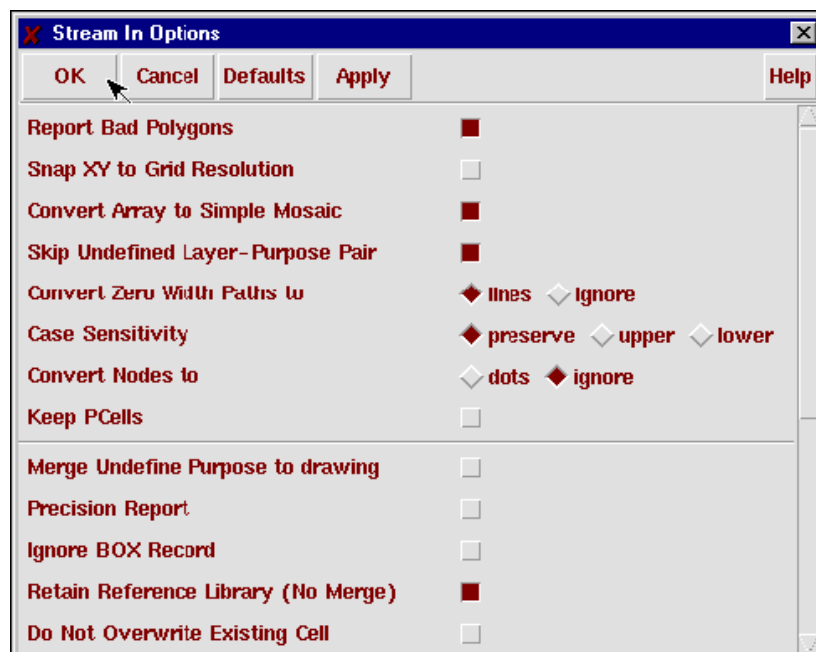 Stream In Options
OK Cancel Defaults Apply Help
Report Bad Polygons
Snap XY to Grid Resolution
Convert Array to Simple Mosaic
Skip Undefined Layer-Purpose Pair
Convert Zero Width Paths to lines Ignore
Case Sensitivity preserve upper lower
Convert Nodes to dots ignore
Keep PCells
Merge Undefine Purpose to drawing
Precision Report
Ignore BOX Record
Retain Reference Library (No Merge)
Do Not Overwrite Existing Cell